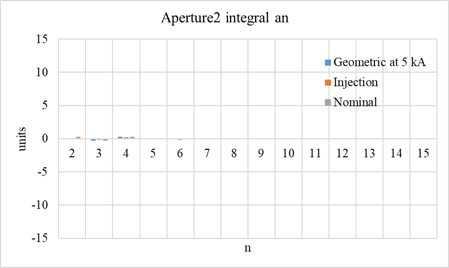 Aperture2 integral an
15
10
5
0
-5
-10
-15
units
Geometric at 5 kA
Injection
Nominal
2 3 4 5 6 7 8 9 10 11 12 13 14 15
n